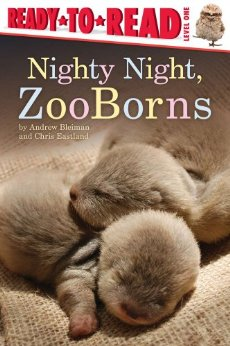 READY-TO-READ
LEVEL ONE
Nighty Night,
ZooBorns
by Andrew Bleiman
and Chris Eastland